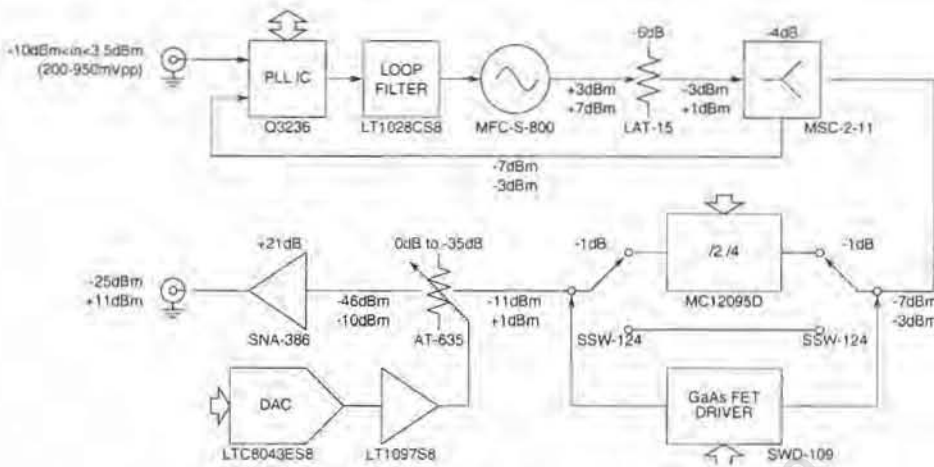 -10dBm<in<3.5dBm
(200-950mVpp)
PLL IC
Q3236
LOOP
FILTER
LT1028CS8
MFC-S-800
+3dBm
+7dBm
-6dB
LAT-15
-3dBm
+1dBm
-4dB
MSC-2-11
-7dBm
-3dBm
-25dBm
+11dBm
+21dB
SNA-386
-46dBm
-10dBm
0dB to -35dB
AT-635
-11dBm
+1dBm
-1dB
SSW-124
/2 /4
MC12095D
-1dB
SSW-124
-7dBm
-3dBm
DAC
LTC8043ES8
LT1097S8
GaAs FET
DRIVER
SWD-109